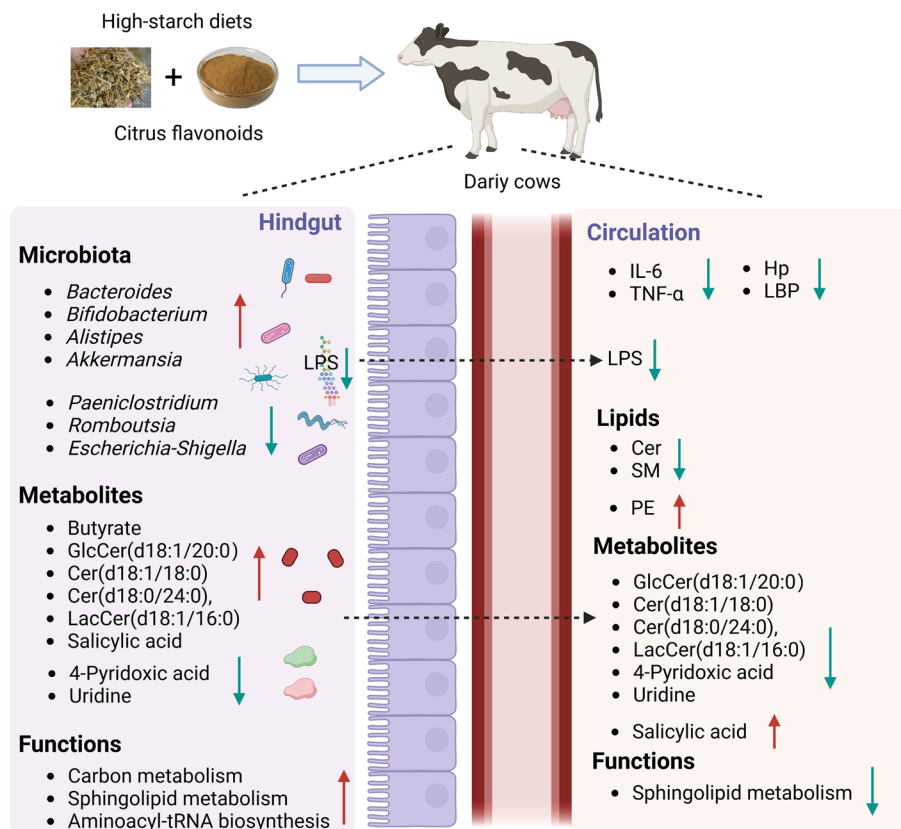 High-starch diets
+
Citrus flavonoids
Dariy cows
Hindgut
Microbiota
• Bacteroides
• Bifidobacterium
• Alistipes
• Akkermansia
LPS
• Paeniclostridium
• Romboutsia
• Escherichia-Shigella
Metabolites
• Butyrate
• GlcCer(d18:1/20:0)
• Cer(d18:1/18:0)
• Cer(d18:0/24:0),
• LacCer(d18:1/16:0)
• Salicylic acid
• 4-Pyridoxic acid
• Uridine
Functions
• Carbon metabolism
• Sphingolipid metabolism
• Aminoacyl-tRNA biosynthesis
Circulation
• IL-6
• TNF-α
• Hp
• LBP
LPS
Lipids
• Cer
• SM
• PE
Metabolites
• GlcCer(d18:1/20:0)
• Cer(d18:1/18:0)
• Cer(d18:0/24:0),
• LacCer(d18:1/16:0)
• 4-Pyridoxic acid
• Uridine
• Salicylic acid
Functions
• Sphingolipid metabolism